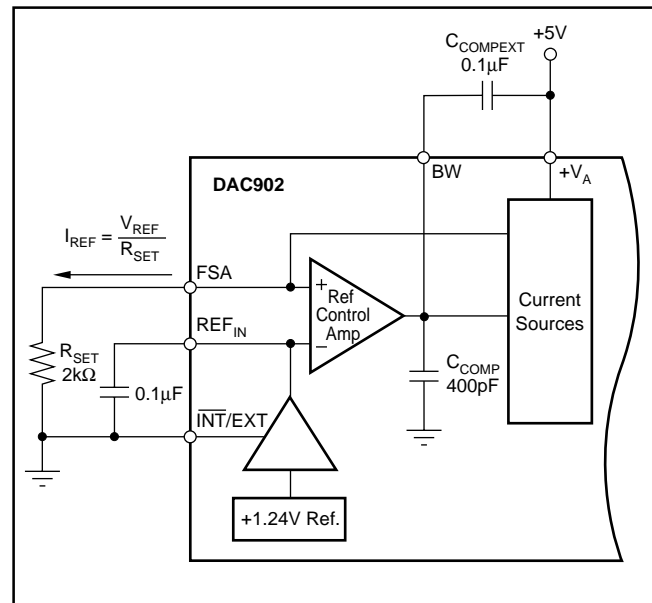 +5V
C_COMPEXT
0.1µF
BW
+V_A
DAC902
I_REF = V_REF / R_SET
FSA
+
Ref
Control
Amp
–
Current
Sources
REF_IN
R_SET
2kΩ
0.1µF
C_COMP
400pF
I̅N̅T̅/EXT
+1.24V Ref.